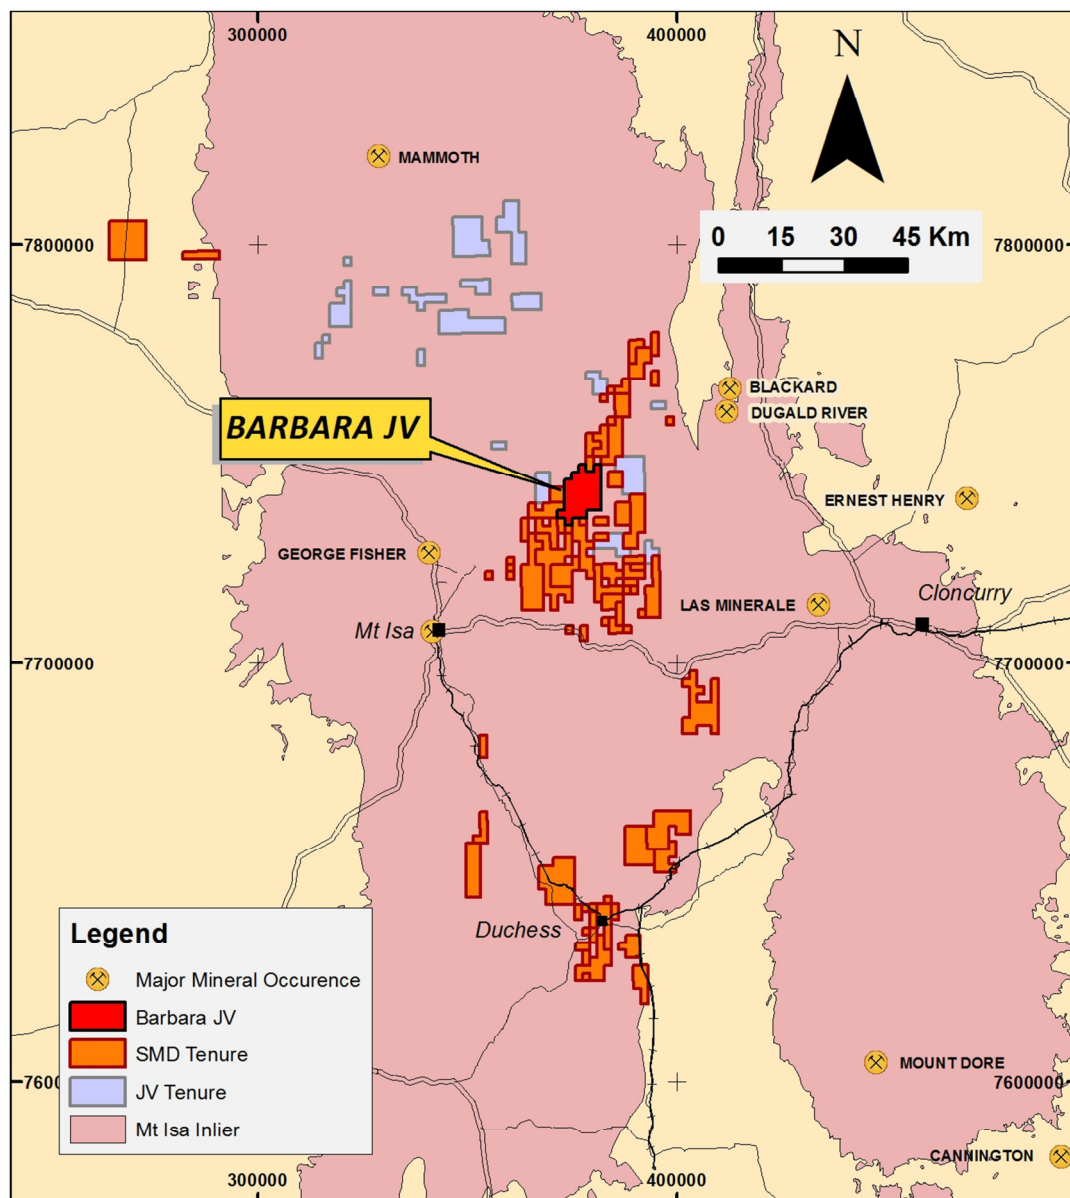 300000
400000
N
MAMMOTH
7800000
7800000
0 15 30 45 Km
BLACKARD
DUGALD RIVER
BARBARA JV
ERNEST HENRY
GEORGE FISHER
Cloncurry
LAS MINERALE
Mt Isa
7700000
7700000
Duchess
Legend
Major Mineral Occurence
Barbara JV
SMD Tenure
JV Tenure
Mt Isa Inlier
MOUNT DORE
7600000
CANNINGTON
300000
400000